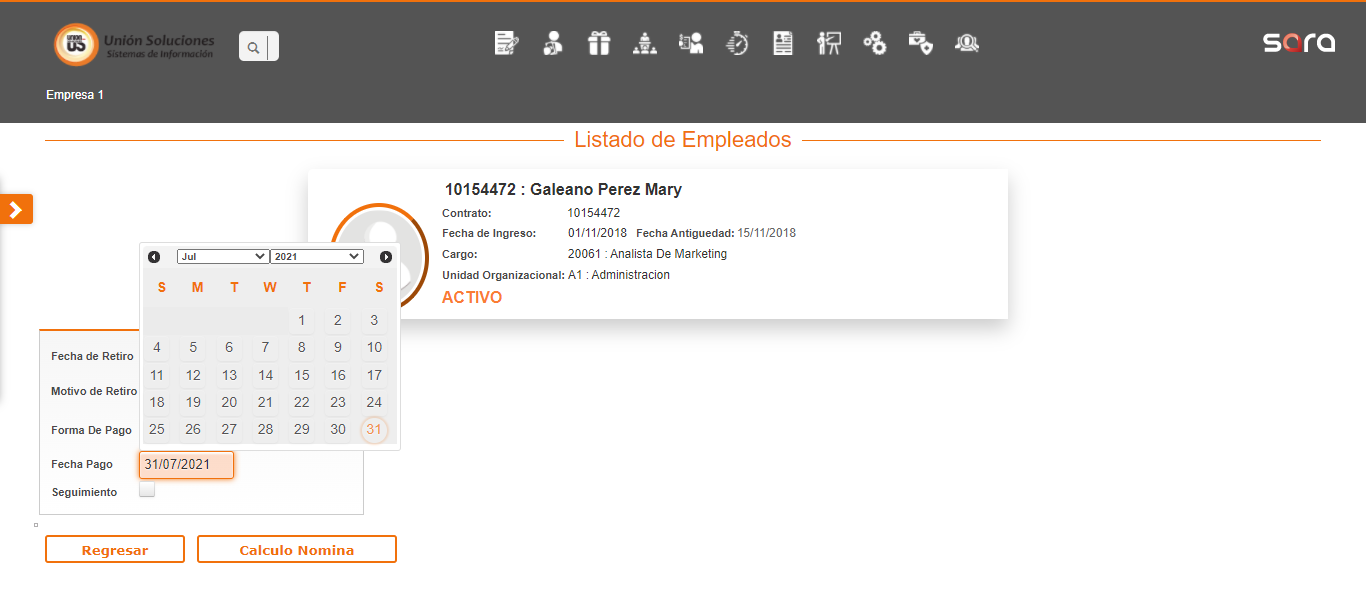 UNION
US
Unión Soluciones
Sistemas de Información
sara
Empresa 1
Listado de Empleados
10154472 : Galeano Perez Mary
Contrato: 10154472
Fecha de Ingreso: 01/11/2018 Fecha Antiguedad: 15/11/2018
Cargo: 20061 : Analista De Marketing
Unidad Organizacional: A1 : Administracion
ACTIVO
Jul 2021
S M T W T F S
1 2 3
4 5 6 7 8 9 10
11 12 13 14 15 16 17
18 19 20 21 22 23 24
25 26 27 28 29 30 31
Fecha de Retiro
Motivo de Retiro
Forma De Pago
Fecha Pago 31/07/2021
Seguimiento
Regresar Calculo Nomina